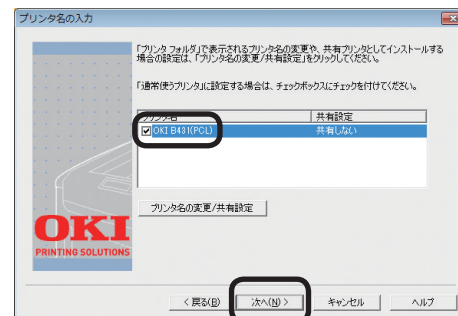 プリンタ名の入力
「プリンタ フォルダ」で表示されるプリンタ名の変更や、共有プリンタとしてインストールする
場合の設定は、「プリンタ名の変更/共有設定」をクリックしてください。
「通常使うプリンタ」に設定する場合は、チェックボックスにチェックを付けてください。
プリンタ名 共有設定
OKI B431(PCL) 共有しない
プリンタ名の変更/共有設定
OKI
PRINTING SOLUTIONS
< 戻る(B) 次へ(N) > キャンセル ヘルプ